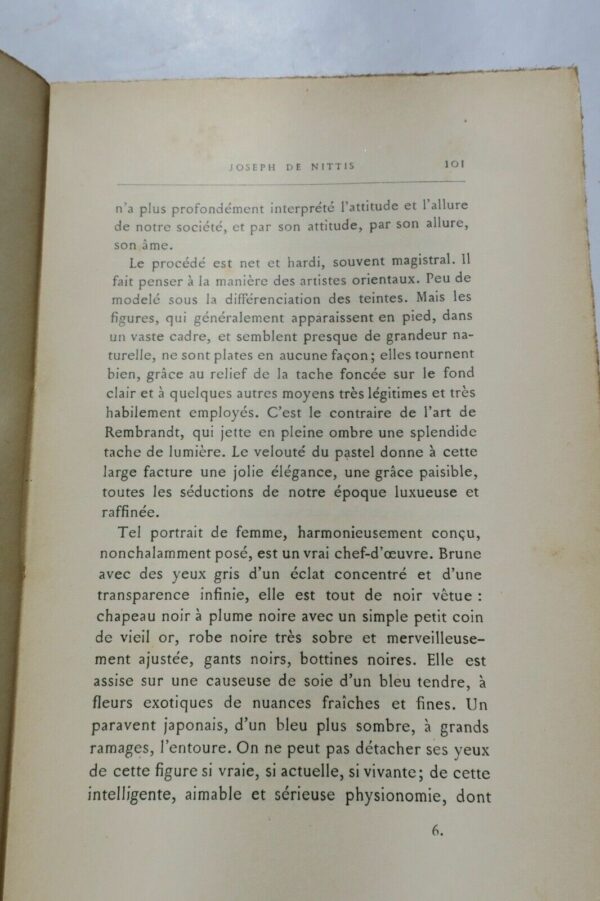 JOSEPH DE NITTIS 101
n'a plus profondément interprété l'attitude et l'allure
de notre société, et par son attitude, par son allure,
son âme.
Le procédé est net et hardi, souvent magistral. Il
fait penser à la manière des artistes orientaux. Peu de
modelé sous la différenciation des teintes. Mais les
figures, qui généralement apparaissent en pied, dans
un vaste cadre, et semblent presque de grandeur na-
turelle, ne sont plates en aucune façon ; elles tournent
bien, grâce au relief de la tache foncée sur le fond
clair et à quelques autres moyens très légitimes et très
habilement employés. C'est le contraire de l'art de
Rembrandt, qui jette en pleine ombre une splendide
tache de lumière. Le velouté du pastel donne à cette
large facture une jolie élégance, une grâce paisible,
toutes les séductions de notre époque luxueuse et
raffinée.
Tel portrait de femme, harmonieusement conçu,
nonchalamment posé, est un vrai chef-d'œuvre. Brune
avec des yeux gris d'un éclat concentré et d'une
transparence infinie, elle est tout de noir vêtue :
chapeau noir à plume noire avec un simple petit coin
de vieil or, robe noire très sobre et merveilleuse-
ment ajustée, gants noirs, bottines noires. Elle est
assise sur une causeuse de soie d'un bleu tendre, à
fleurs exotiques de nuances fraîches et fines. Un
paravent japonais, d'un bleu plus sombre, à grands
ramages, l'entoure. On ne peut pas détacher ses yeux
de cette figure si vraie, si actuelle, si vivante ; de cette
intelligente, aimable et sérieuse physionomie, dont
6.